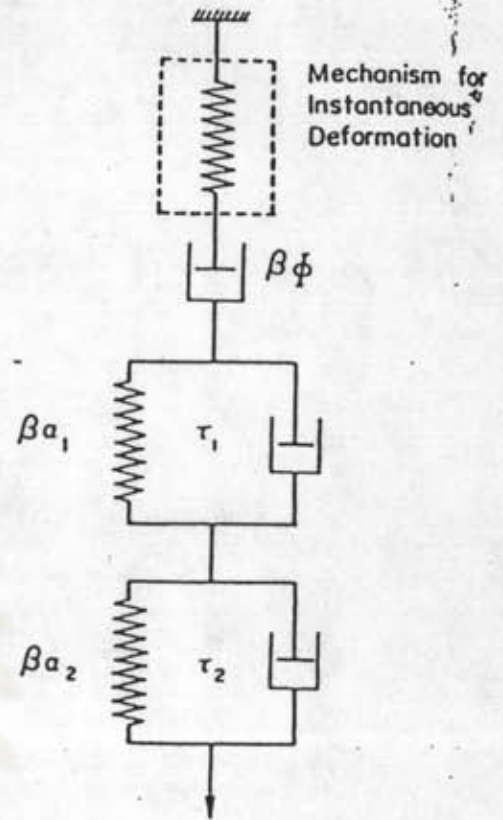 Mechanism for
Instantaneous
Deformation
βϕ
βa₁
τ₁
βa₂
τ₂